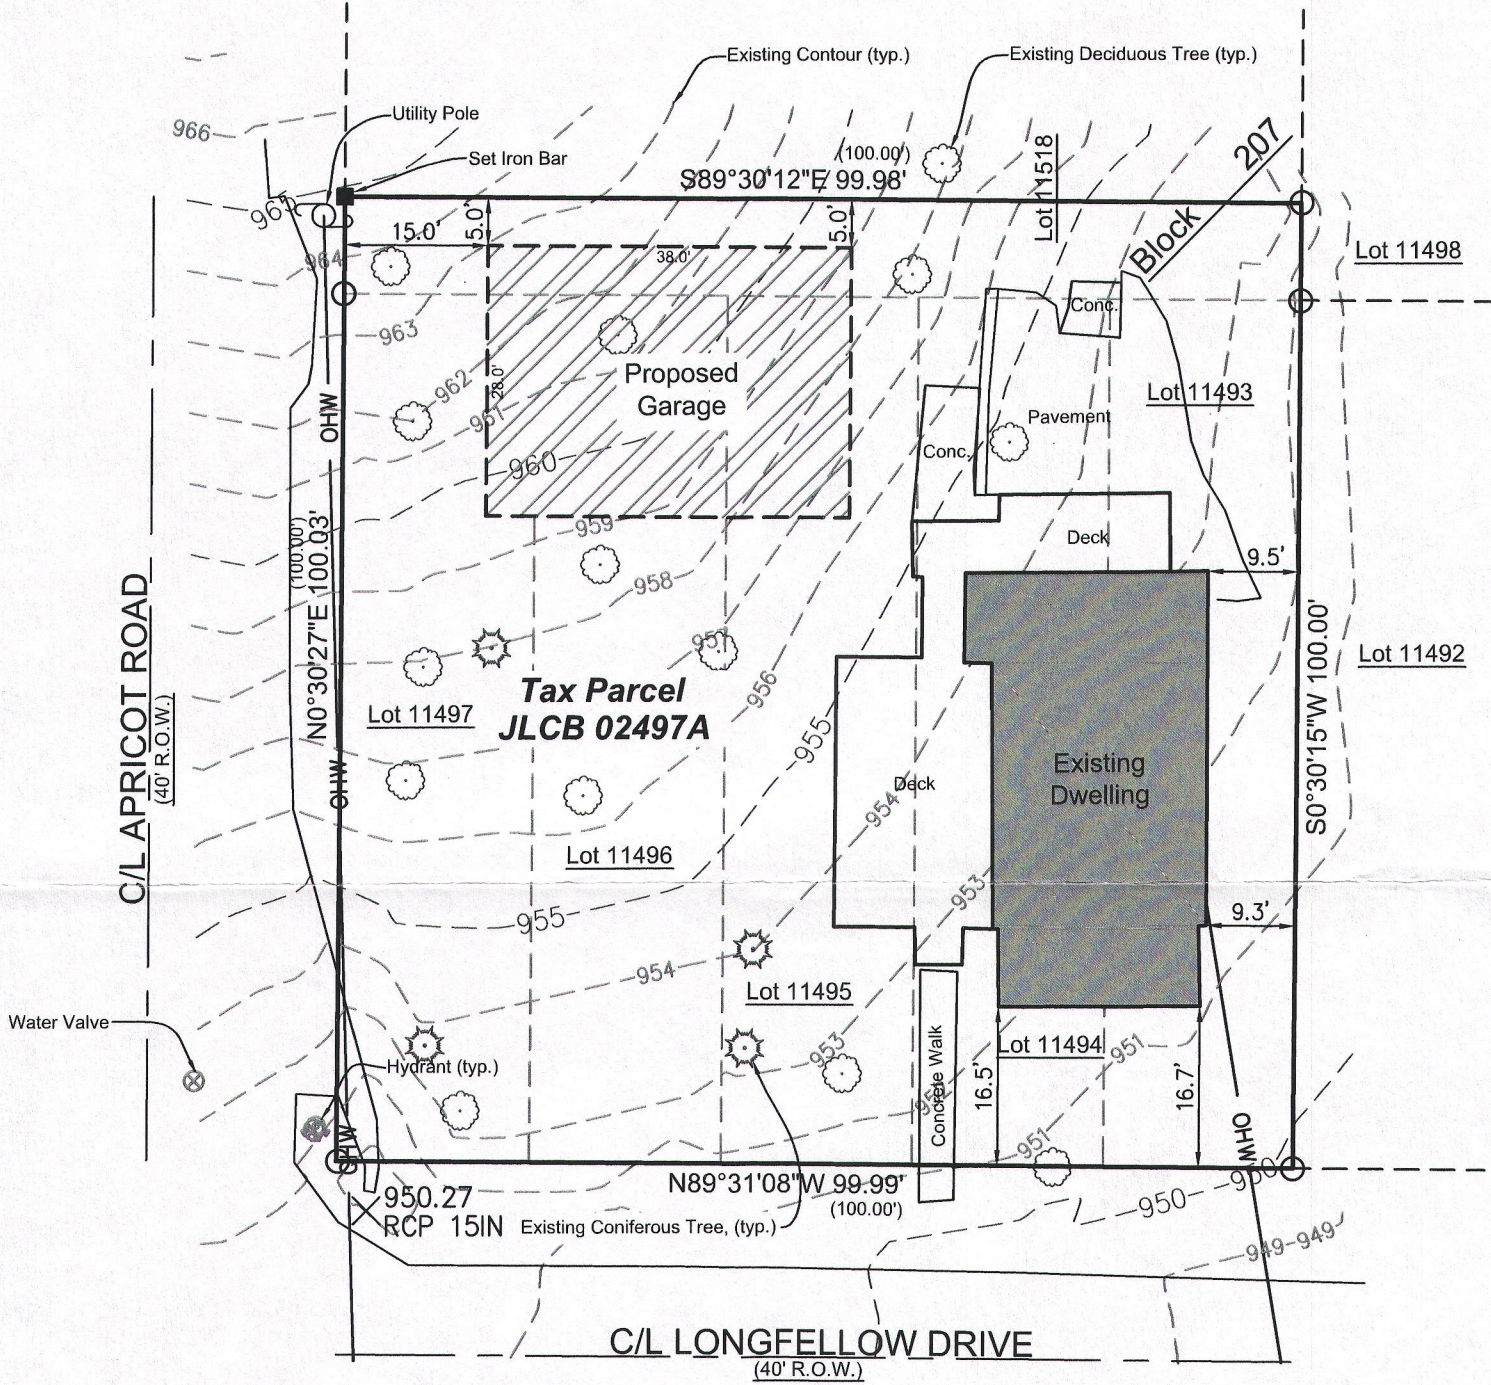 Existing Contour (typ.)
Existing Deciduous Tree (typ.)
Utility Pole
Set Iron Bar
966
965
964
963
962
961
960
959
958
957
956
955
954
953
(100.00')
S89°30'12"E 99.98'
Lot 11518
Block 207
Lot 11498
15.0'
5.0'
5.0'
38.0'
28.0'
Proposed
Garage
Conc.
Lot 11493
Pavement
Conc.
OHW
Deck
9.5'
(100.00')
N0°30'27"E 100.03'
C/L APRICOT ROAD
(40' R.O.W.)
Lot 11492
Tax Parcel
JLCB 02497A
Lot 11497
S0°30'15"W 100.00'
Existing
Dwelling
Deck
OHW
Lot 11496
9.3'
955
954
953
Lot 11495
Water Valve
Concrete Walk
Lot 11494
951
951
16.5'
16.7'
Hydrant (typ.)
OHW
OHW
N89°31'08"W 99.99'
(100.00')
950
950
950.27
RCP 15IN
Existing Coniferous Tree, (typ.)
949
949
C/L LONGFELLOW DRIVE
(40' R.O.W.)